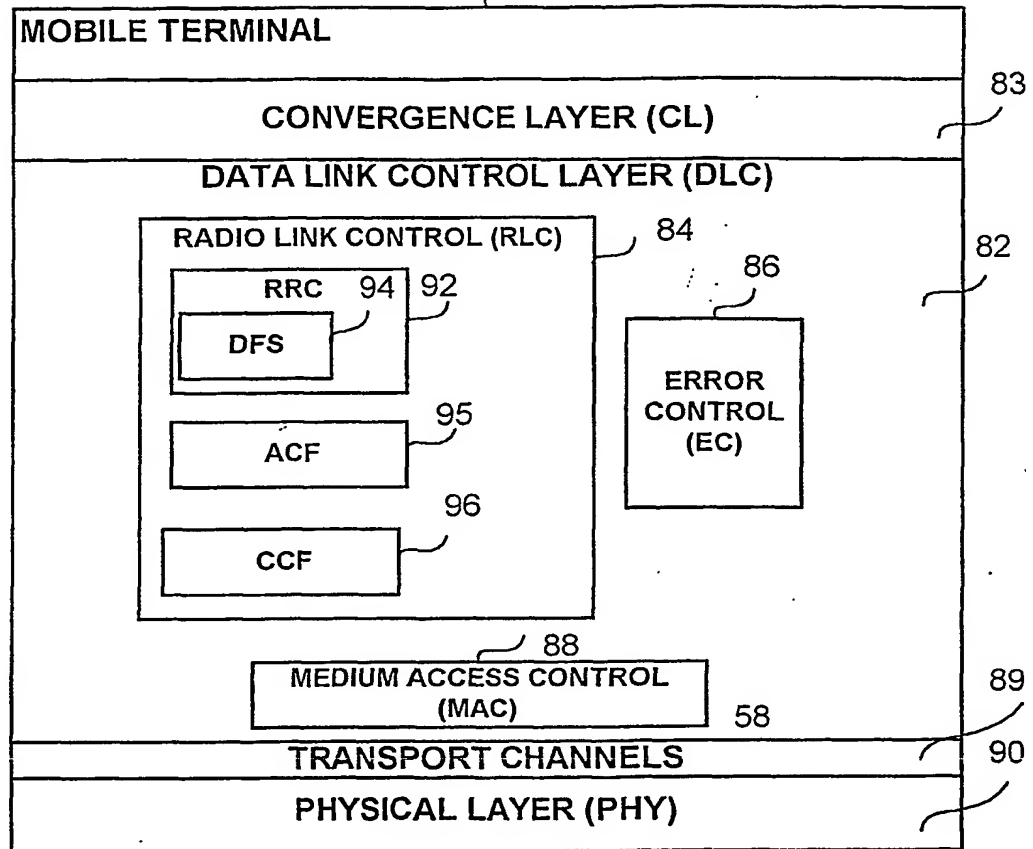 MOBILE TERMINAL
83
CONVERGENCE LAYER (CL)
DATA LINK CONTROL LAYER (DLC)
RADIO LINK CONTROL (RLC)
84
82
86
RRC
94
92
DFS
ERROR
CONTROL
(EC)
95
ACF
96
CCF
88
MEDIUM ACCESS CONTROL
(MAC)
58
89
TRANSPORT CHANNELS
90
PHYSICAL LAYER (PHY)